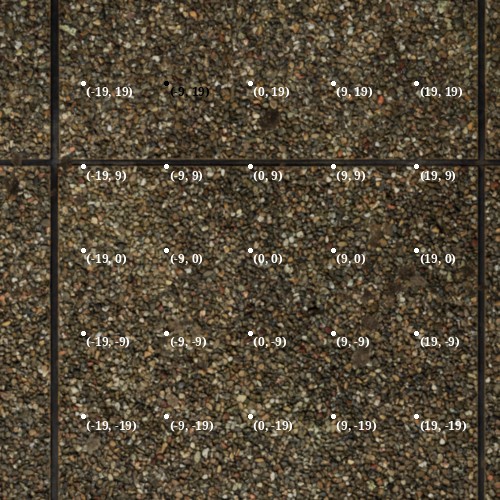 (-19, 19) (-9, 19) (0, 19) (9, 19) (19, 19)
(-19, 9) (-9, 9) (0, 9) (9, 9) (19, 9)
(-19, 0) (-9, 0) (0, 0) (9, 0) (19, 0)
(-19, -9) (-9, -9) (0, -9) (9, -9) (19, -9)
(-19, -19) (-9, -19) (0, -19) (9, -19) (19, -19)